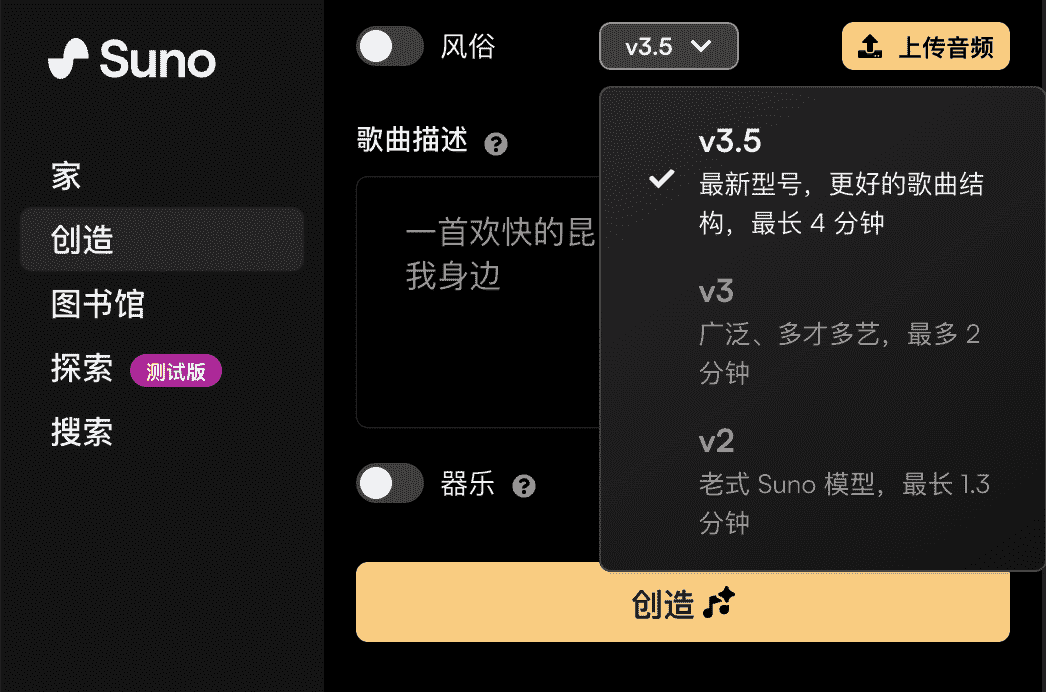 Suno
家
创造
图书馆
探索 测试版
搜索
风俗
v3.5
上传音频
歌曲描述 ?
一首欢快的昆
我身边
器乐 ?
v3.5
最新型号，更好的歌曲结
构，最长 4 分钟
v3
广泛、多才多艺，最多 2
分钟
v2
老式 Suno 模型，最长 1.3
分钟
创造